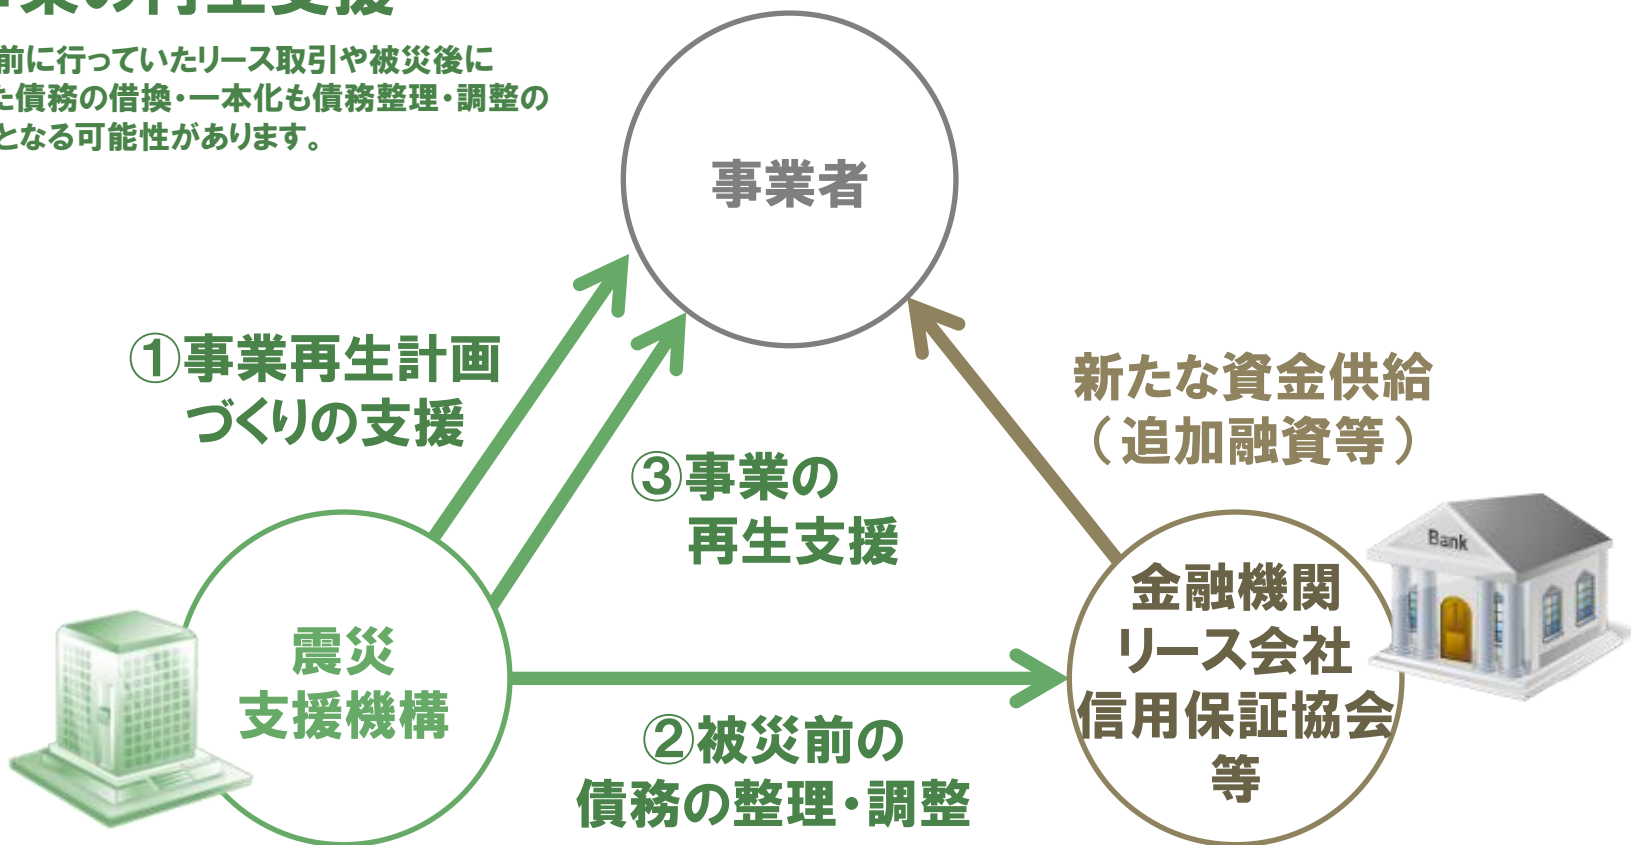 業の再生支援
前に行っていたリース取引や被災後に
た債務の借換・一本化も債務整理・調整の
となる可能性があります。
事業者
①事業再生計画
づくりの支援
新たな資金供給
（追加融資等）
③事業の
再生支援
Bank
金融機関
リース会社
信用保証協会
等
震災
支援機構
②被災前の
債務の整理・調整